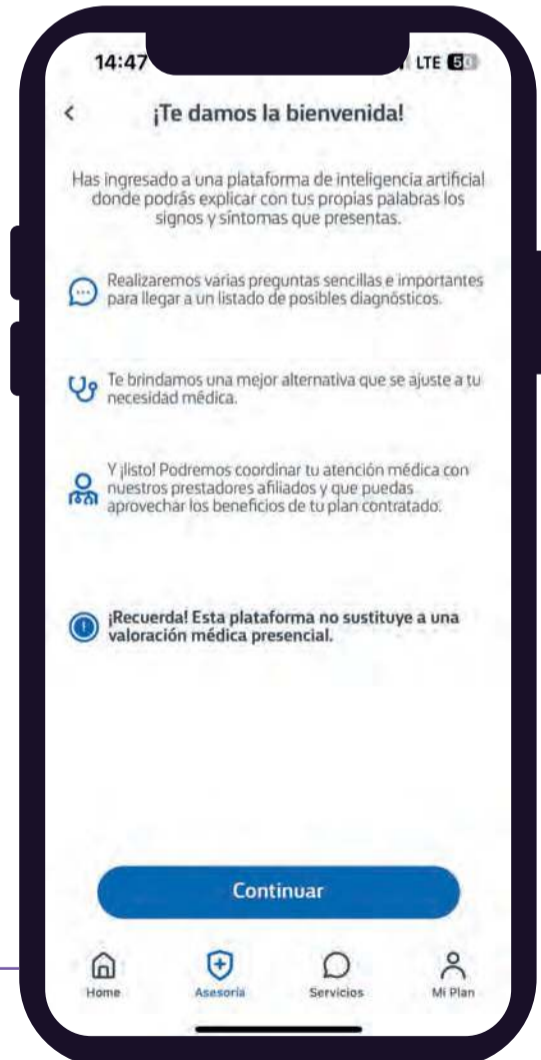 14:47
LTE 50
¡Te damos la bienvenida!
Has ingresado a una plataforma de inteligencia artificial
donde podrás explicar con tus propias palabras los
signos y síntomas que presentas.
Realizaremos varias preguntas sencillas e importantes
para llegar a un listado de posibles diagnósticos.
Te brindamos una mejor alternativa que se ajuste a tu
necesidad médica.
Y ¡listo! Podremos coordinar tu atención médica con
nuestros prestadores afiliados y que puedas
aprovechar los beneficios de tu plan contratado.
¡Recuerda! Esta plataforma no sustituye a una
valoración médica presencial.
Continuar
Home Asesoría Servicios Mi Plan